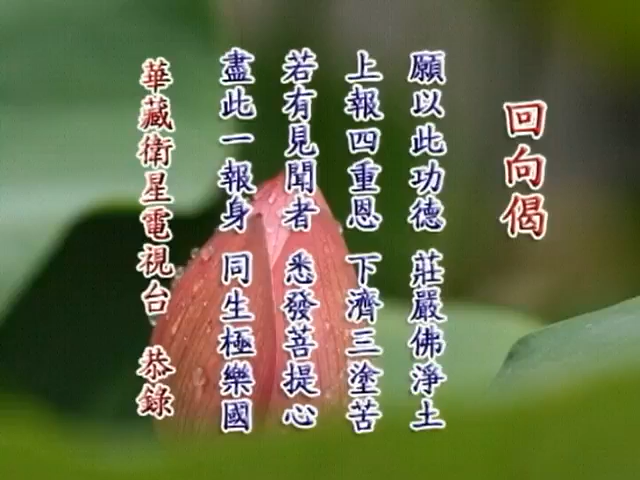 回向偈
願以此功德 莊嚴佛淨土
上報四重恩 下濟三塗苦
若有見聞者 悉發菩提心
盡此一報身 同生極樂國
華藏衛星電視台 恭錄